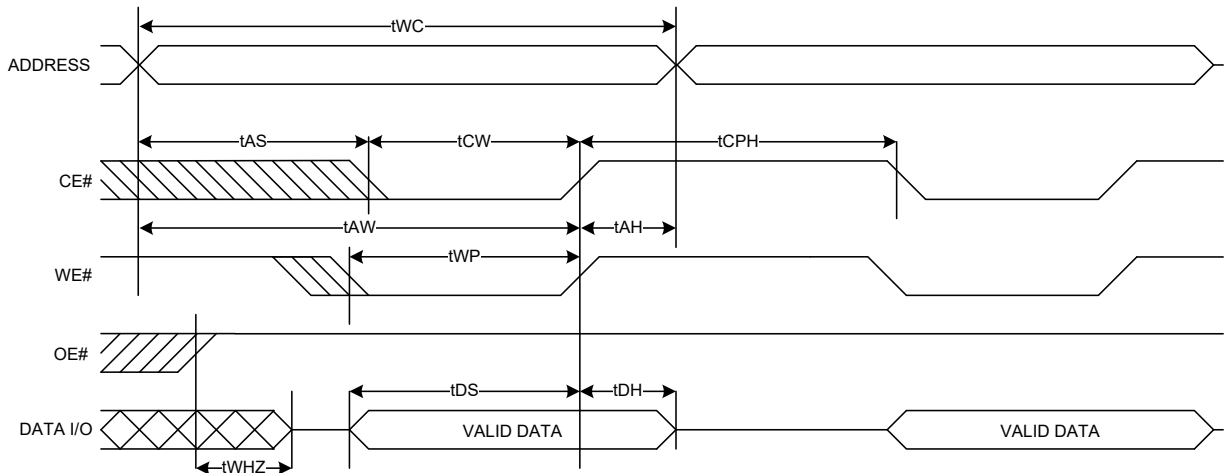 tWC
ADDRESS
tAS
tCW
tCPH
CE#
tAW
tAH
tWP
WE#
OE#
tDS
tDH
DATA I/O
VALID DATA
VALID DATA
tWHZ